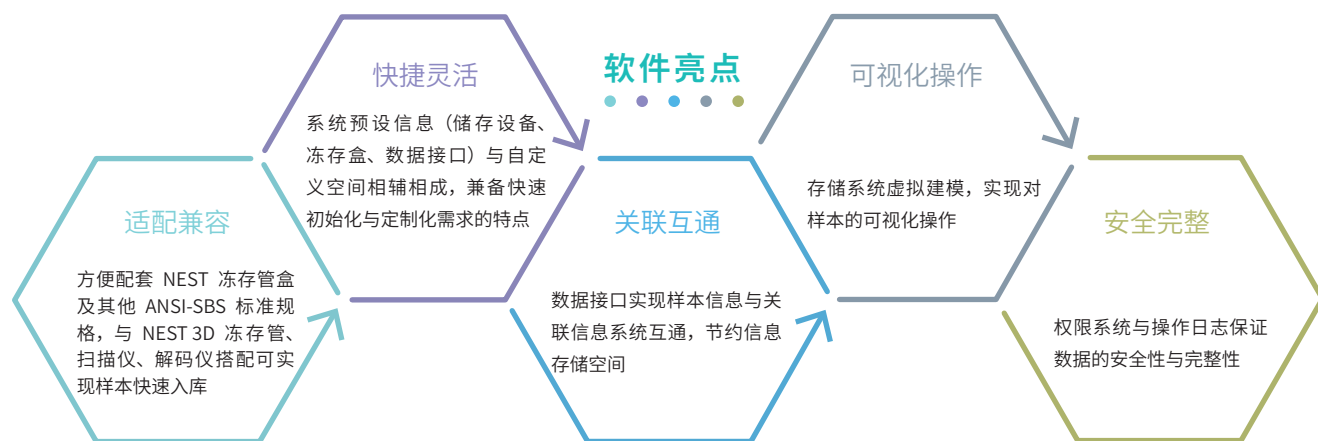 软件亮点
适配兼容
方便配套 NEST 冻存管盒
及其他 ANSI-SBS 标准规
格，与 NEST 3D 冻存管、
扫描仪、解码仪搭配可实
现样本快速入库
快捷灵活
系统预设信息（储存设备、
冻存盒、数据接口）与自定
义空间相辅相成，兼备快速
初始化与定制化需求的特点
关联互通
数据接口实现样本信息与关
联信息系统互通，节约信息
存储空间
可视化操作
存储系统虚拟建模，实现对
样本的可视化操作
安全完整
权限系统与操作日志保证
数据的安全性与完整性